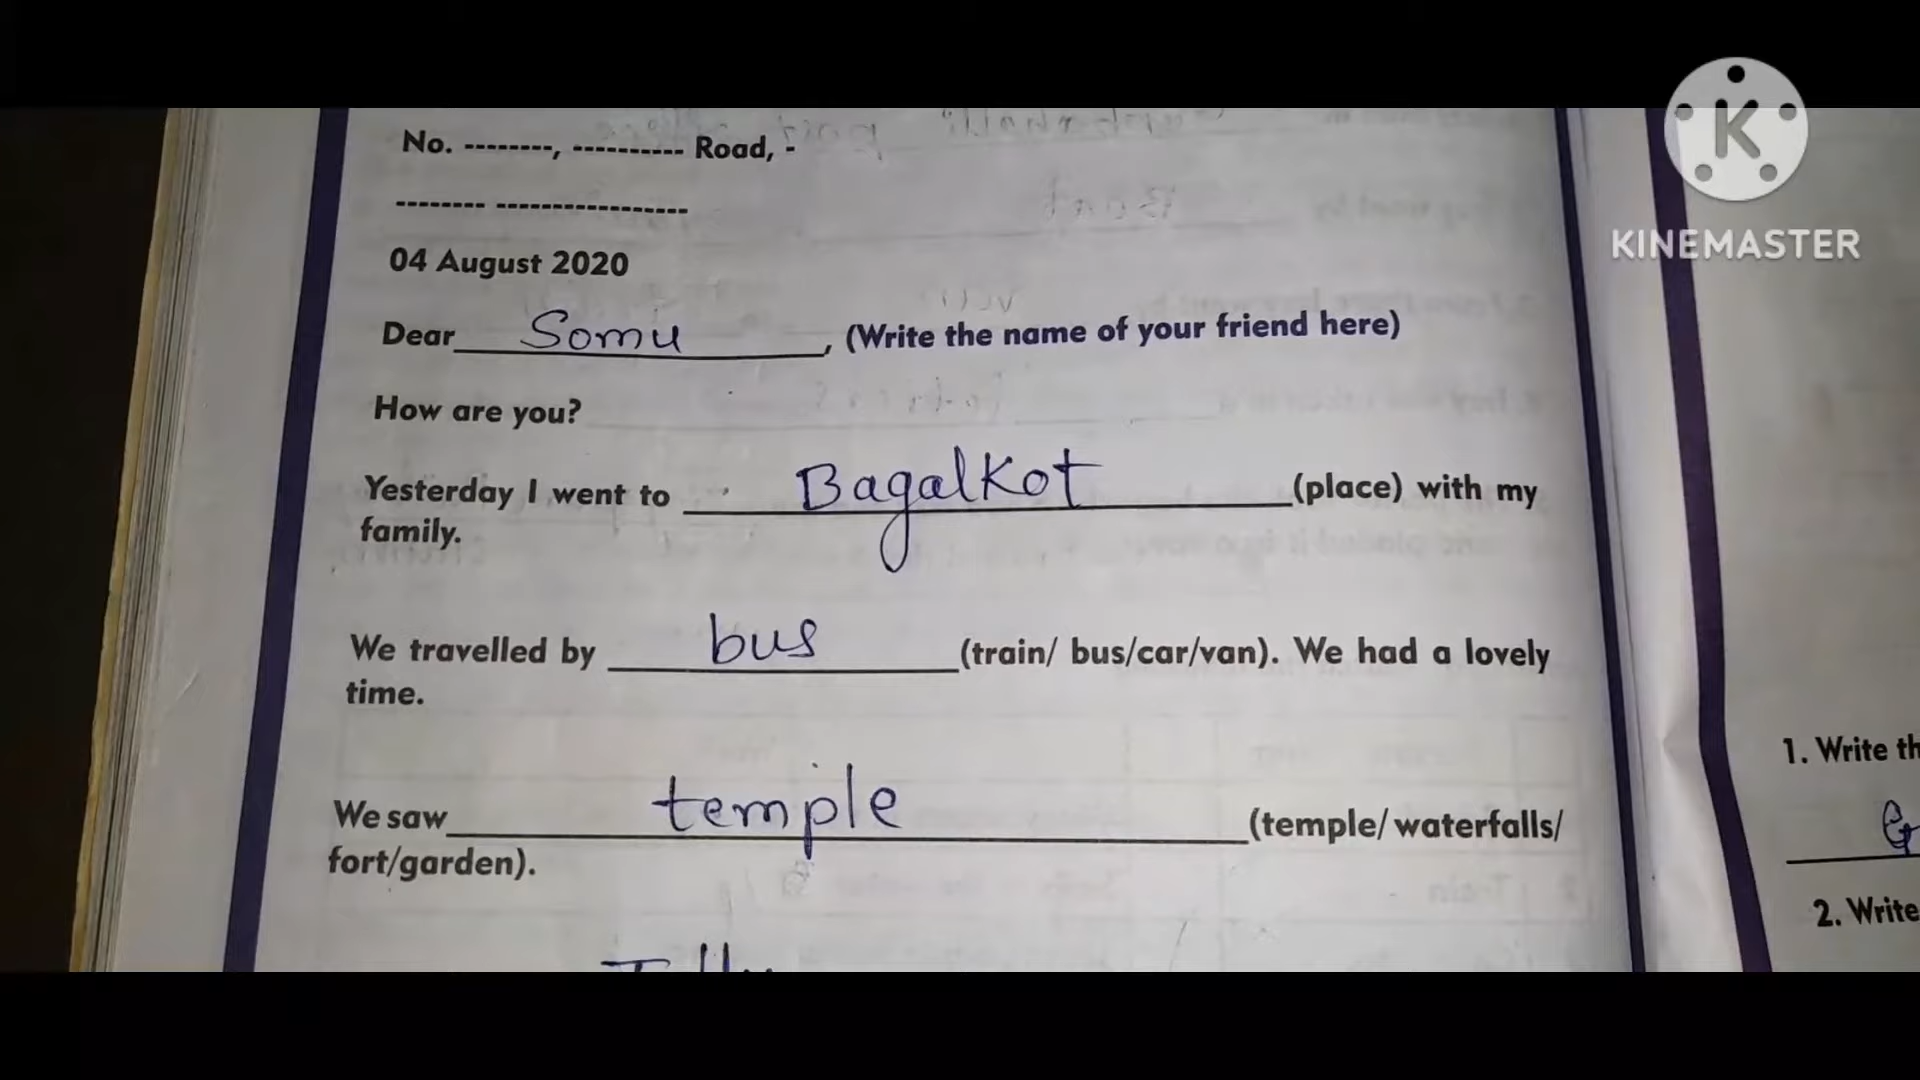 No. --------, ---------- Road, -
-------- -----------------
04 August 2020
Dear Somu, (Write the name of your friend here)
How are you?
Yesterday I went to Bagalkot (place) with my
family.
We travelled by bus (train/ bus/car/van). We had a lovely
time.
We saw temple (temple/ waterfalls/
fort/garden).
1. Write th
2. Write
K
KINEMASTER